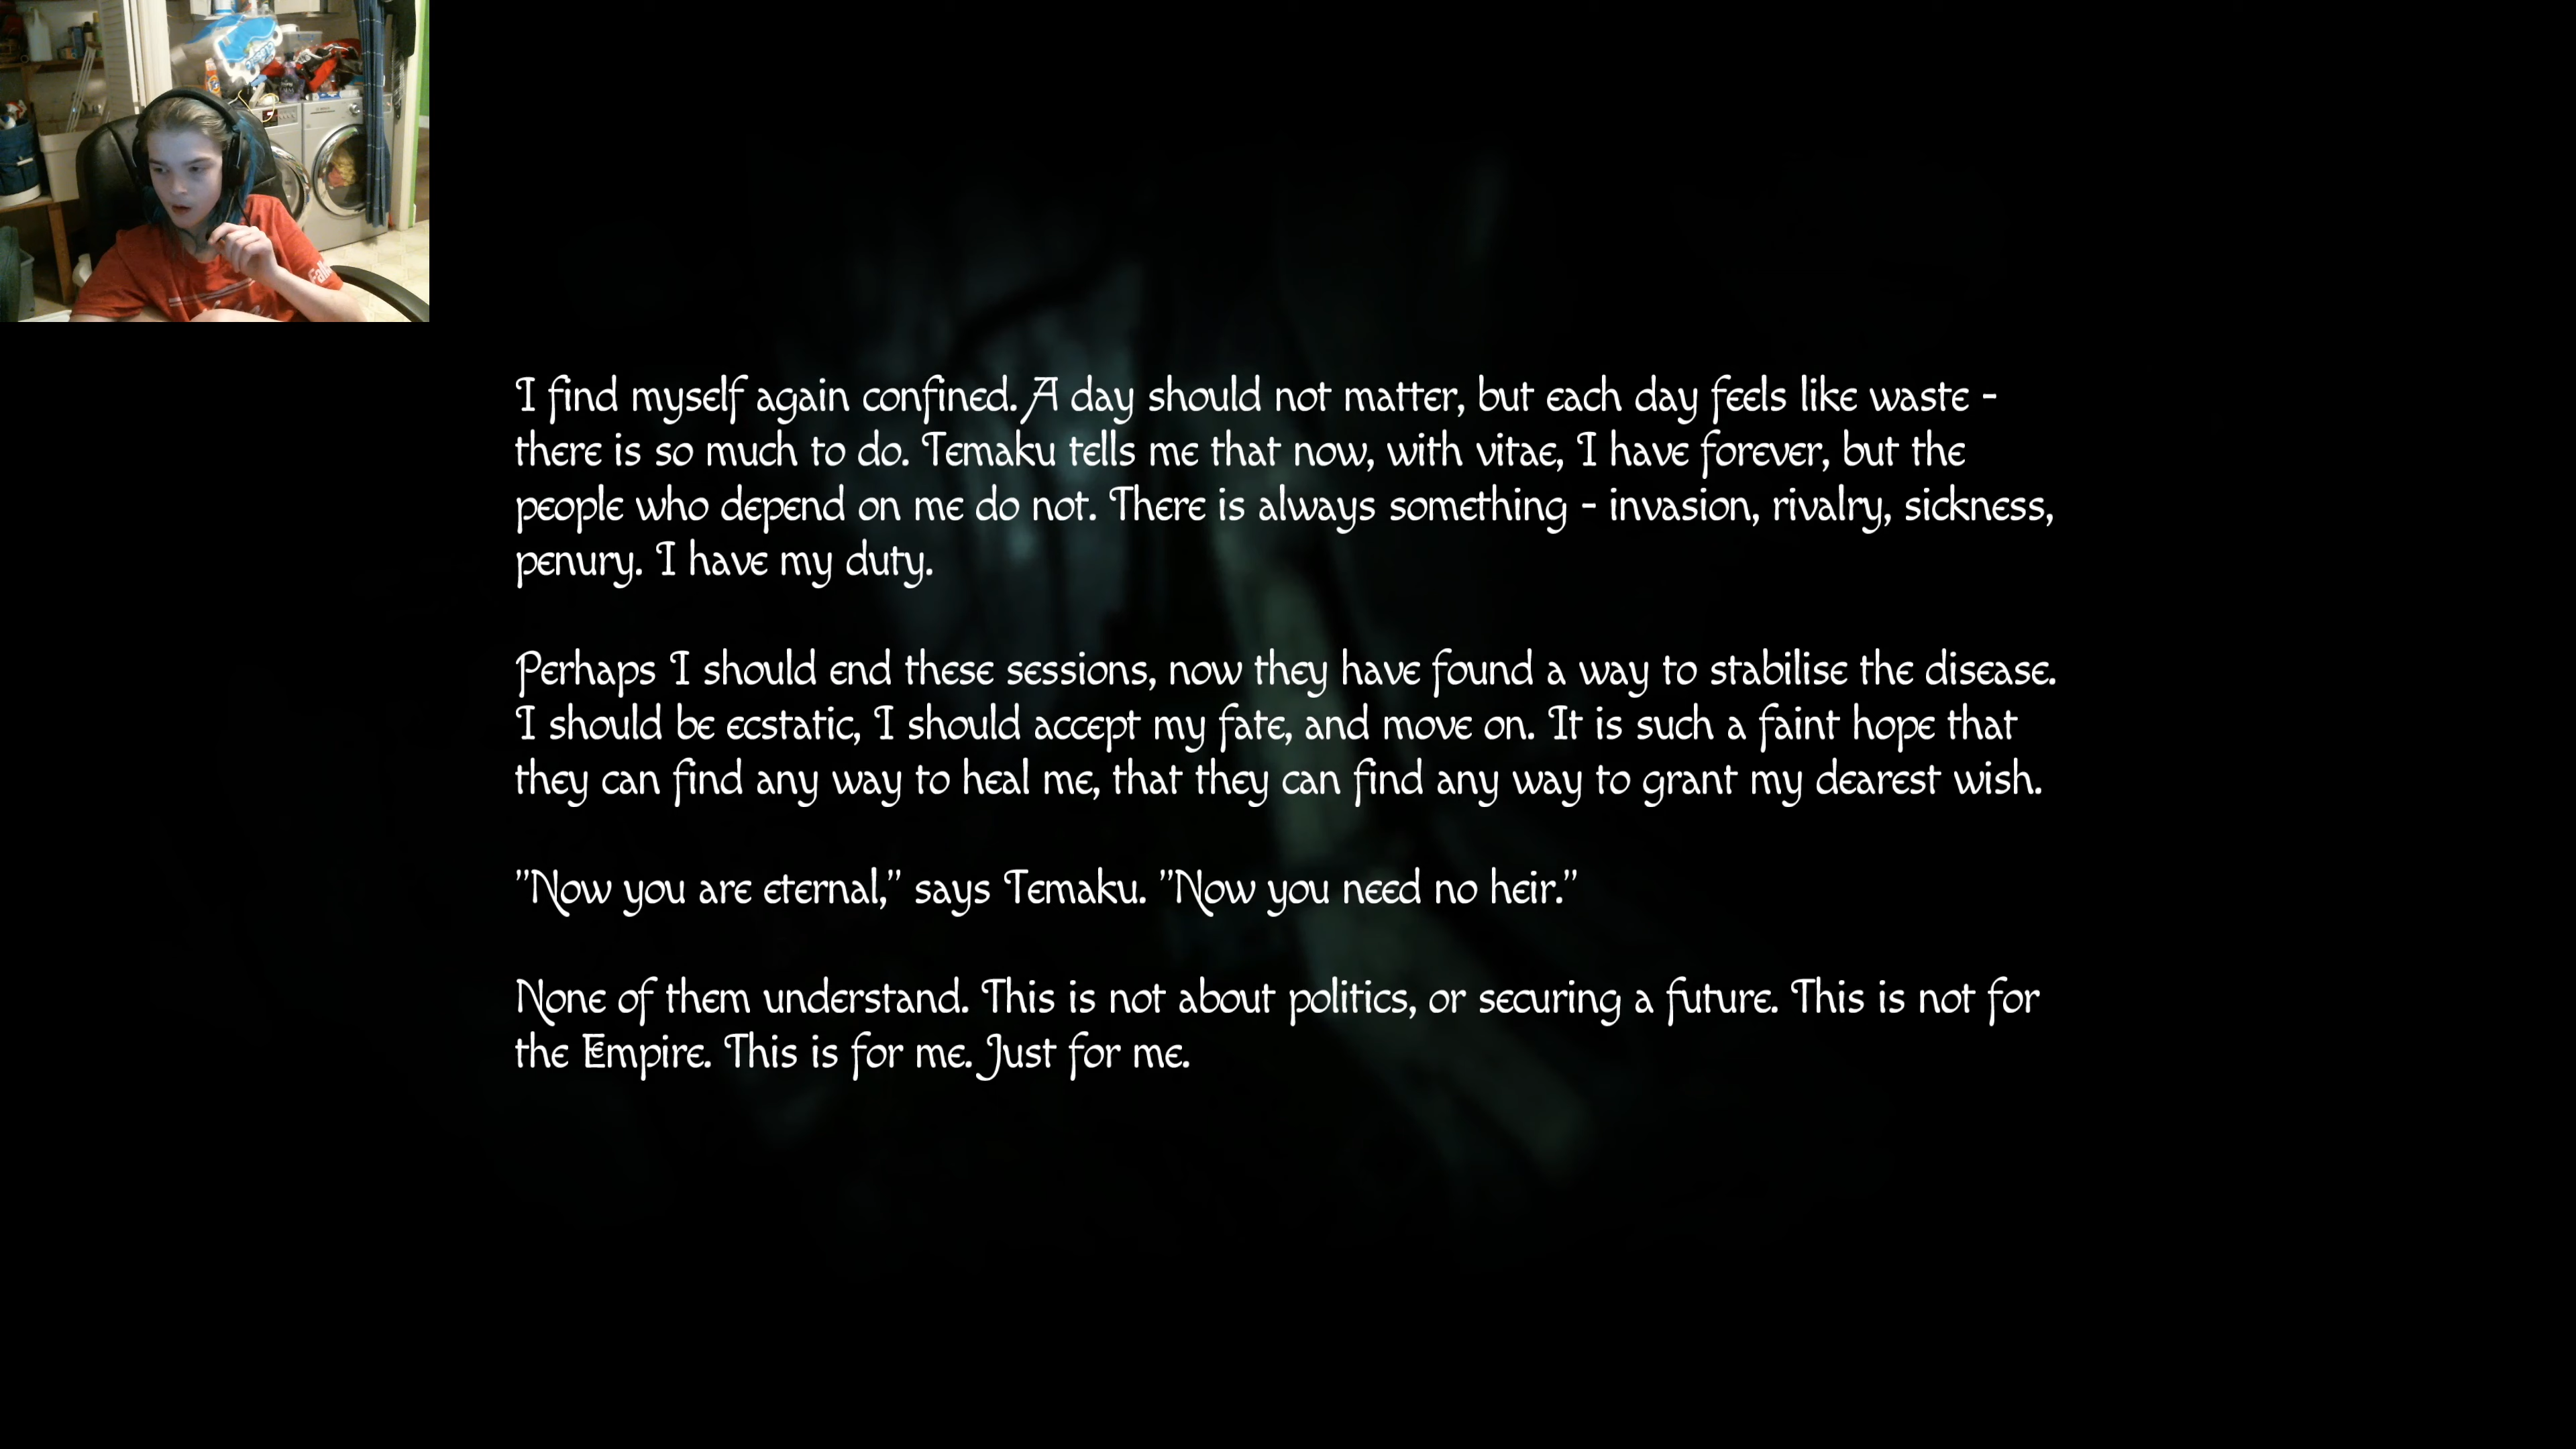 I find myself again confined. A day should not matter, but each day feels like waste -
there is so much to do. Temaku tells me that now, with vitae, I have forever, but the
people who depend on me do not. There is always something - invasion, rivalry, sickness,
penury. I have my duty.
Perhaps I should end these sessions, now they have found a way to stabilise the disease.
I should be ecstatic, I should accept my fate, and move on. It is such a faint hope that
they can find any way to heal me, that they can find any way to grant my dearest wish.
"Now you are eternal," says Temaku. "Now you need no heir."
None of them understand. This is not about politics, or securing a future. This is not for
the Empire. This is for me. Just for me.